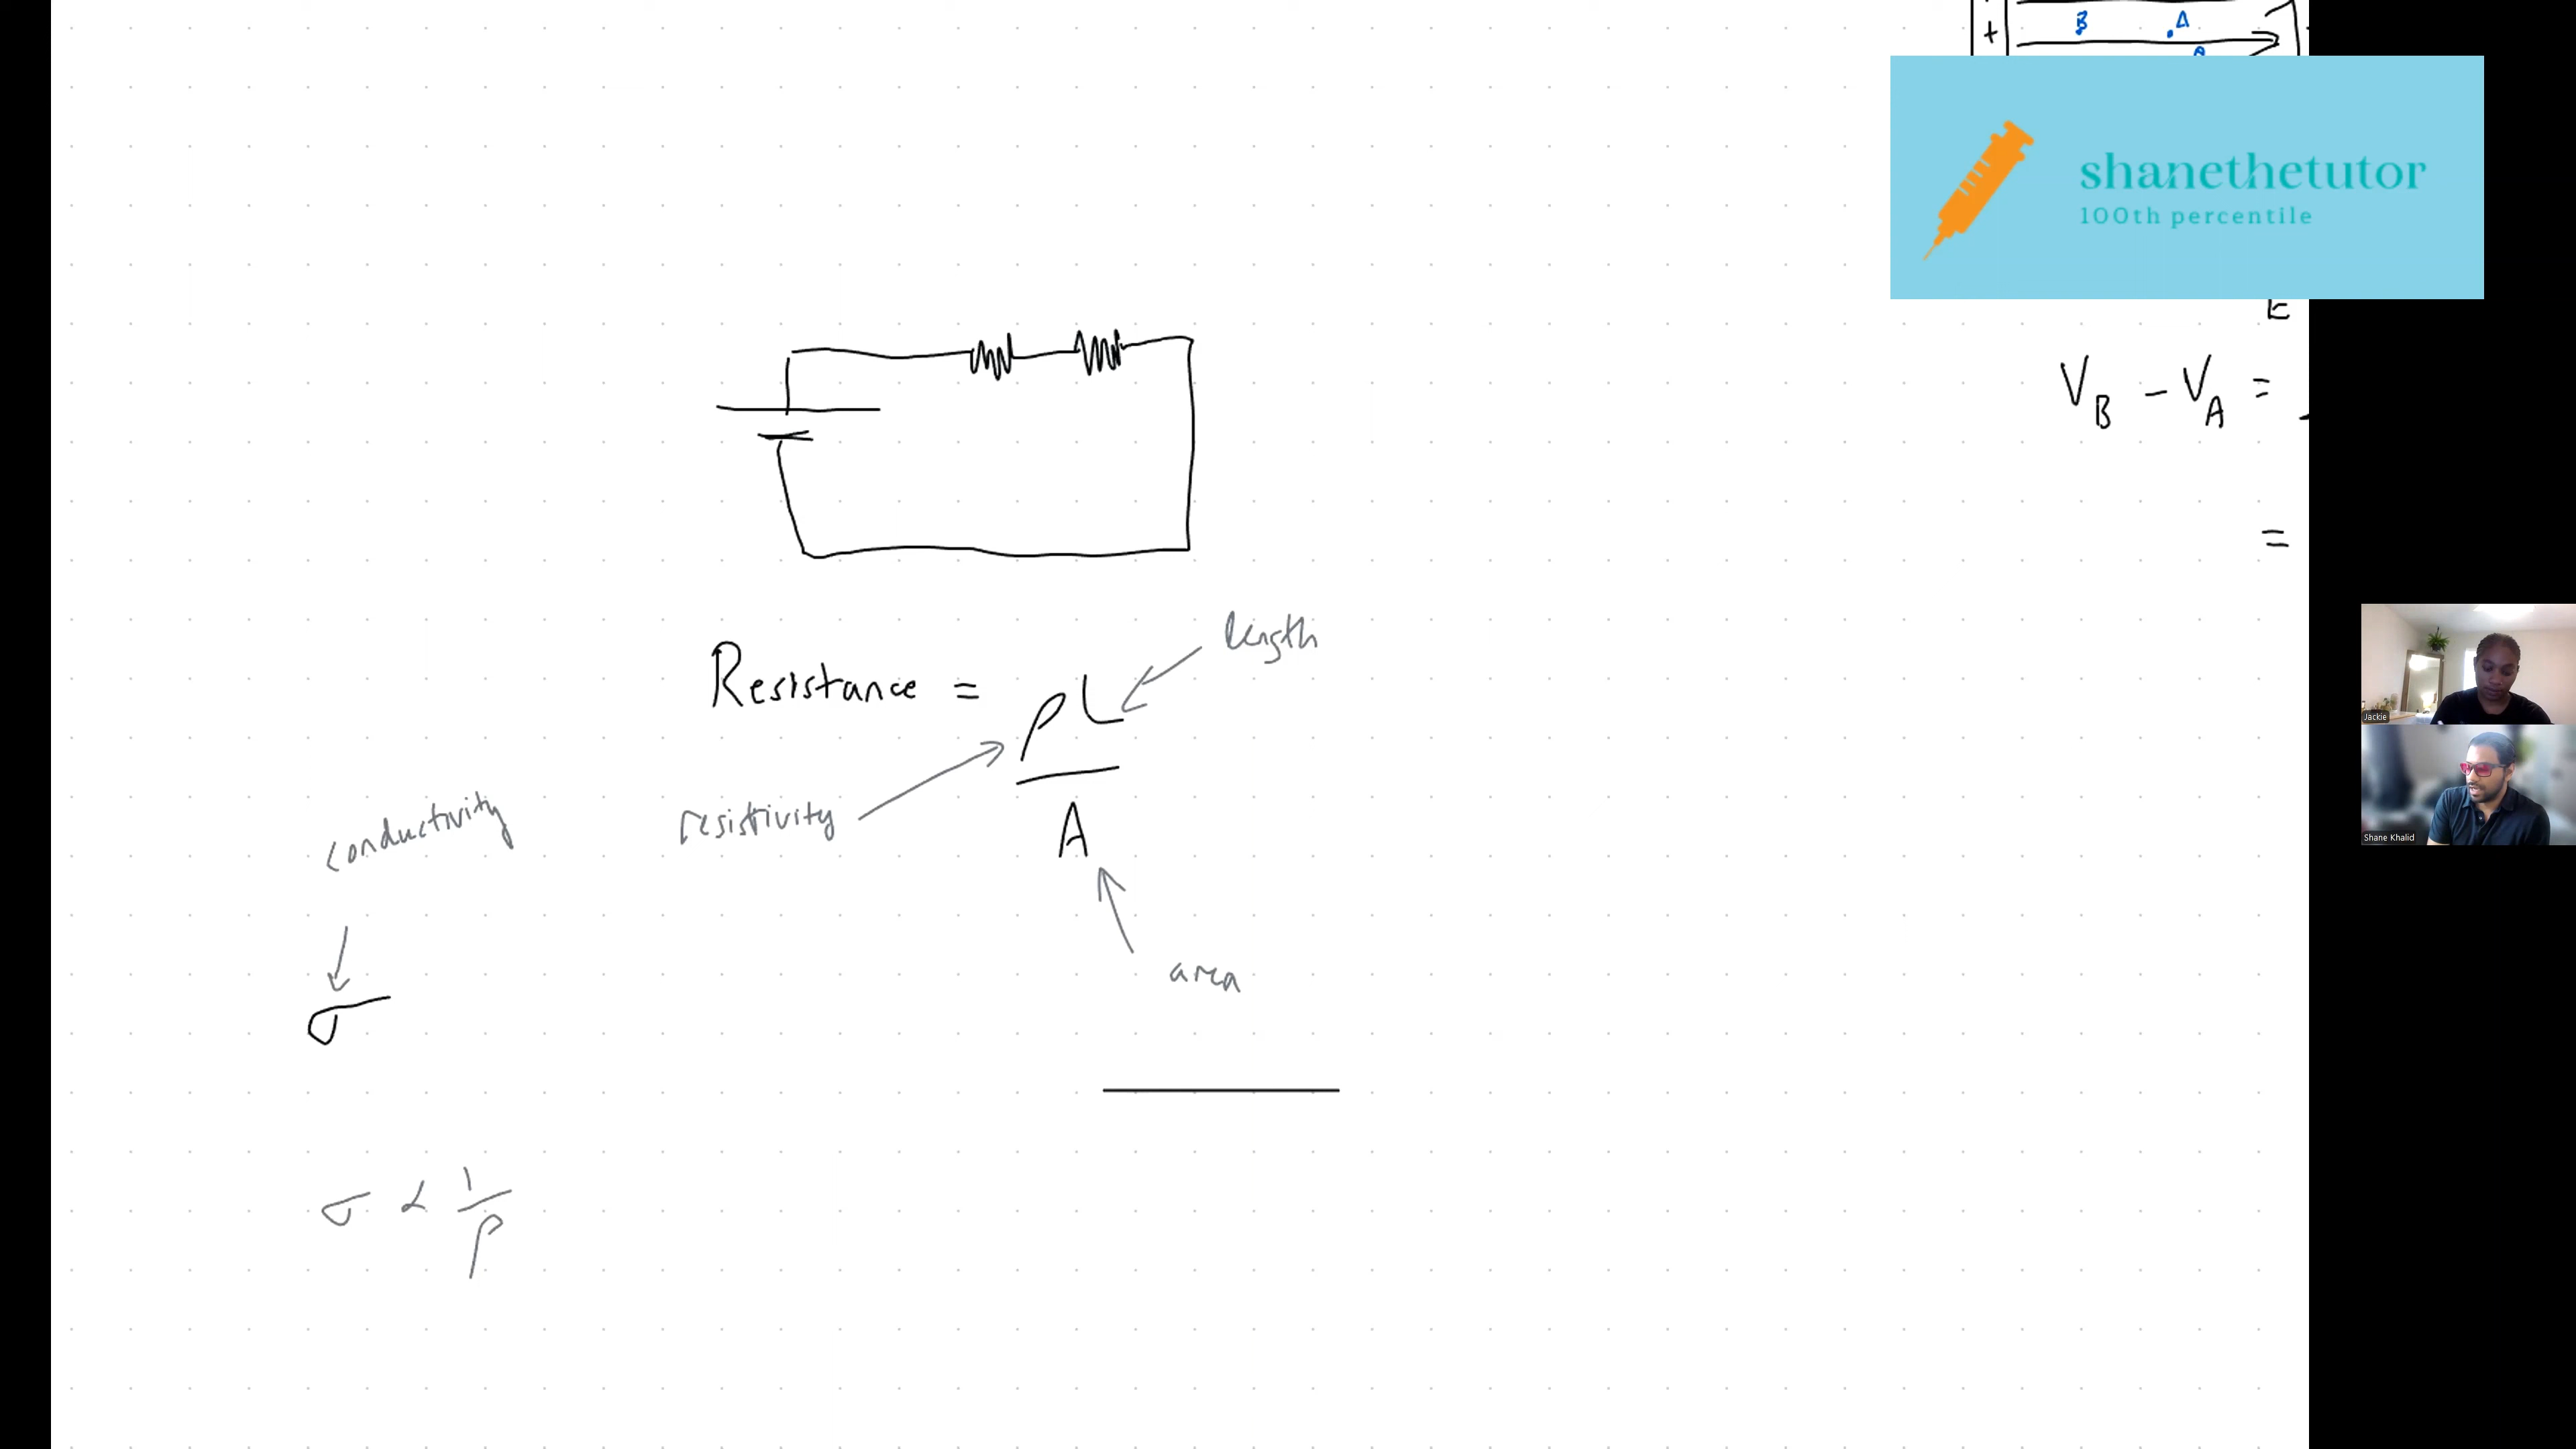 + B A
shanethetutor
100th percentile
E
V_B - V_A =
=
Resistance = ρL / A
length
resistivity
area
conductivity
σ
σ ∝ 1/ρ
Jackie
Shane Khalid